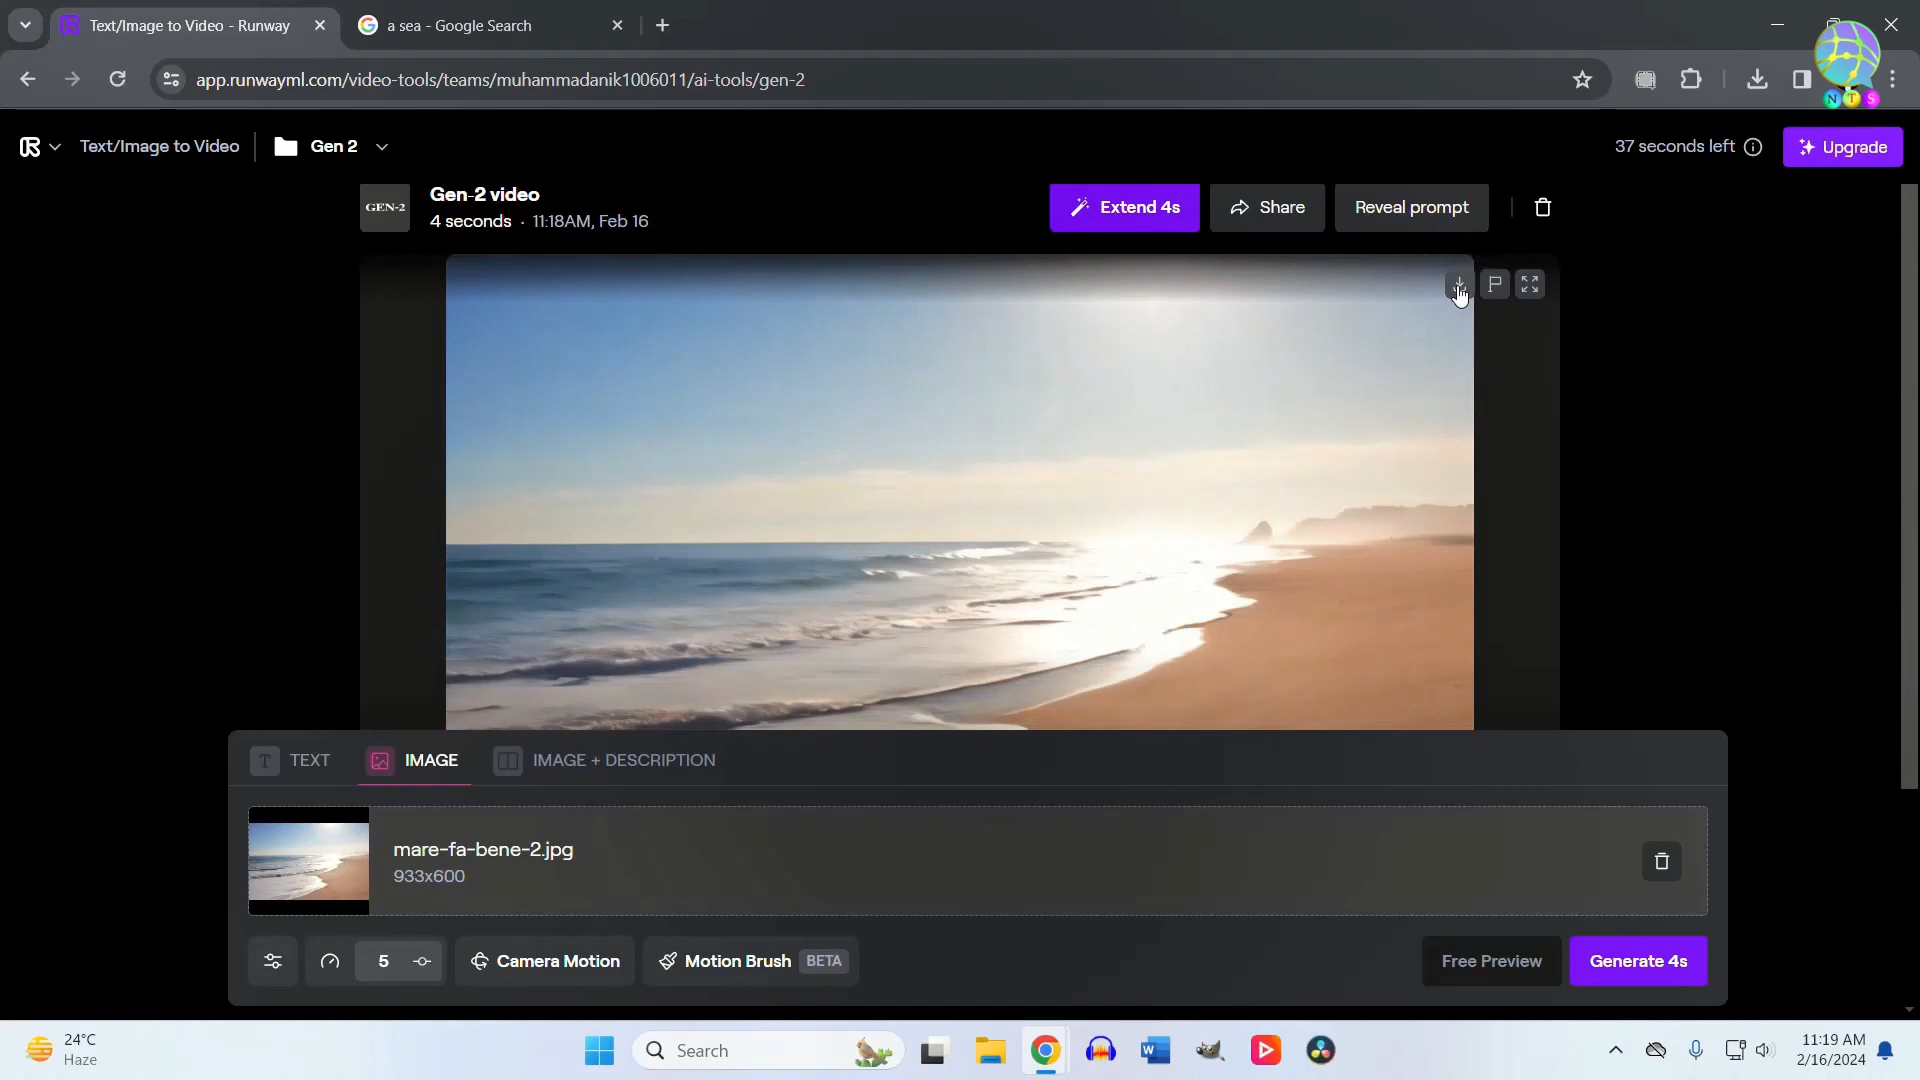 Text/Image to Video - Runway
a sea - Google Search
app.runwayml.com/video-tools/teams/muhammadanik1006011/ai-tools/gen-2
N T S
Text/Image to Video
Gen 2
37 seconds left
Upgrade
GEN-2
Gen-2 video
4 seconds · 11:18AM, Feb 16
Extend 4s
Share
Reveal prompt
T TEXT
IMAGE
IMAGE + DESCRIPTION
mare-fa-bene-2.jpg
933x600
5
Camera Motion
Motion Brush BETA
Free Preview
Generate 4s
24°C
Haze
Search
11:19 AM
2/16/2024